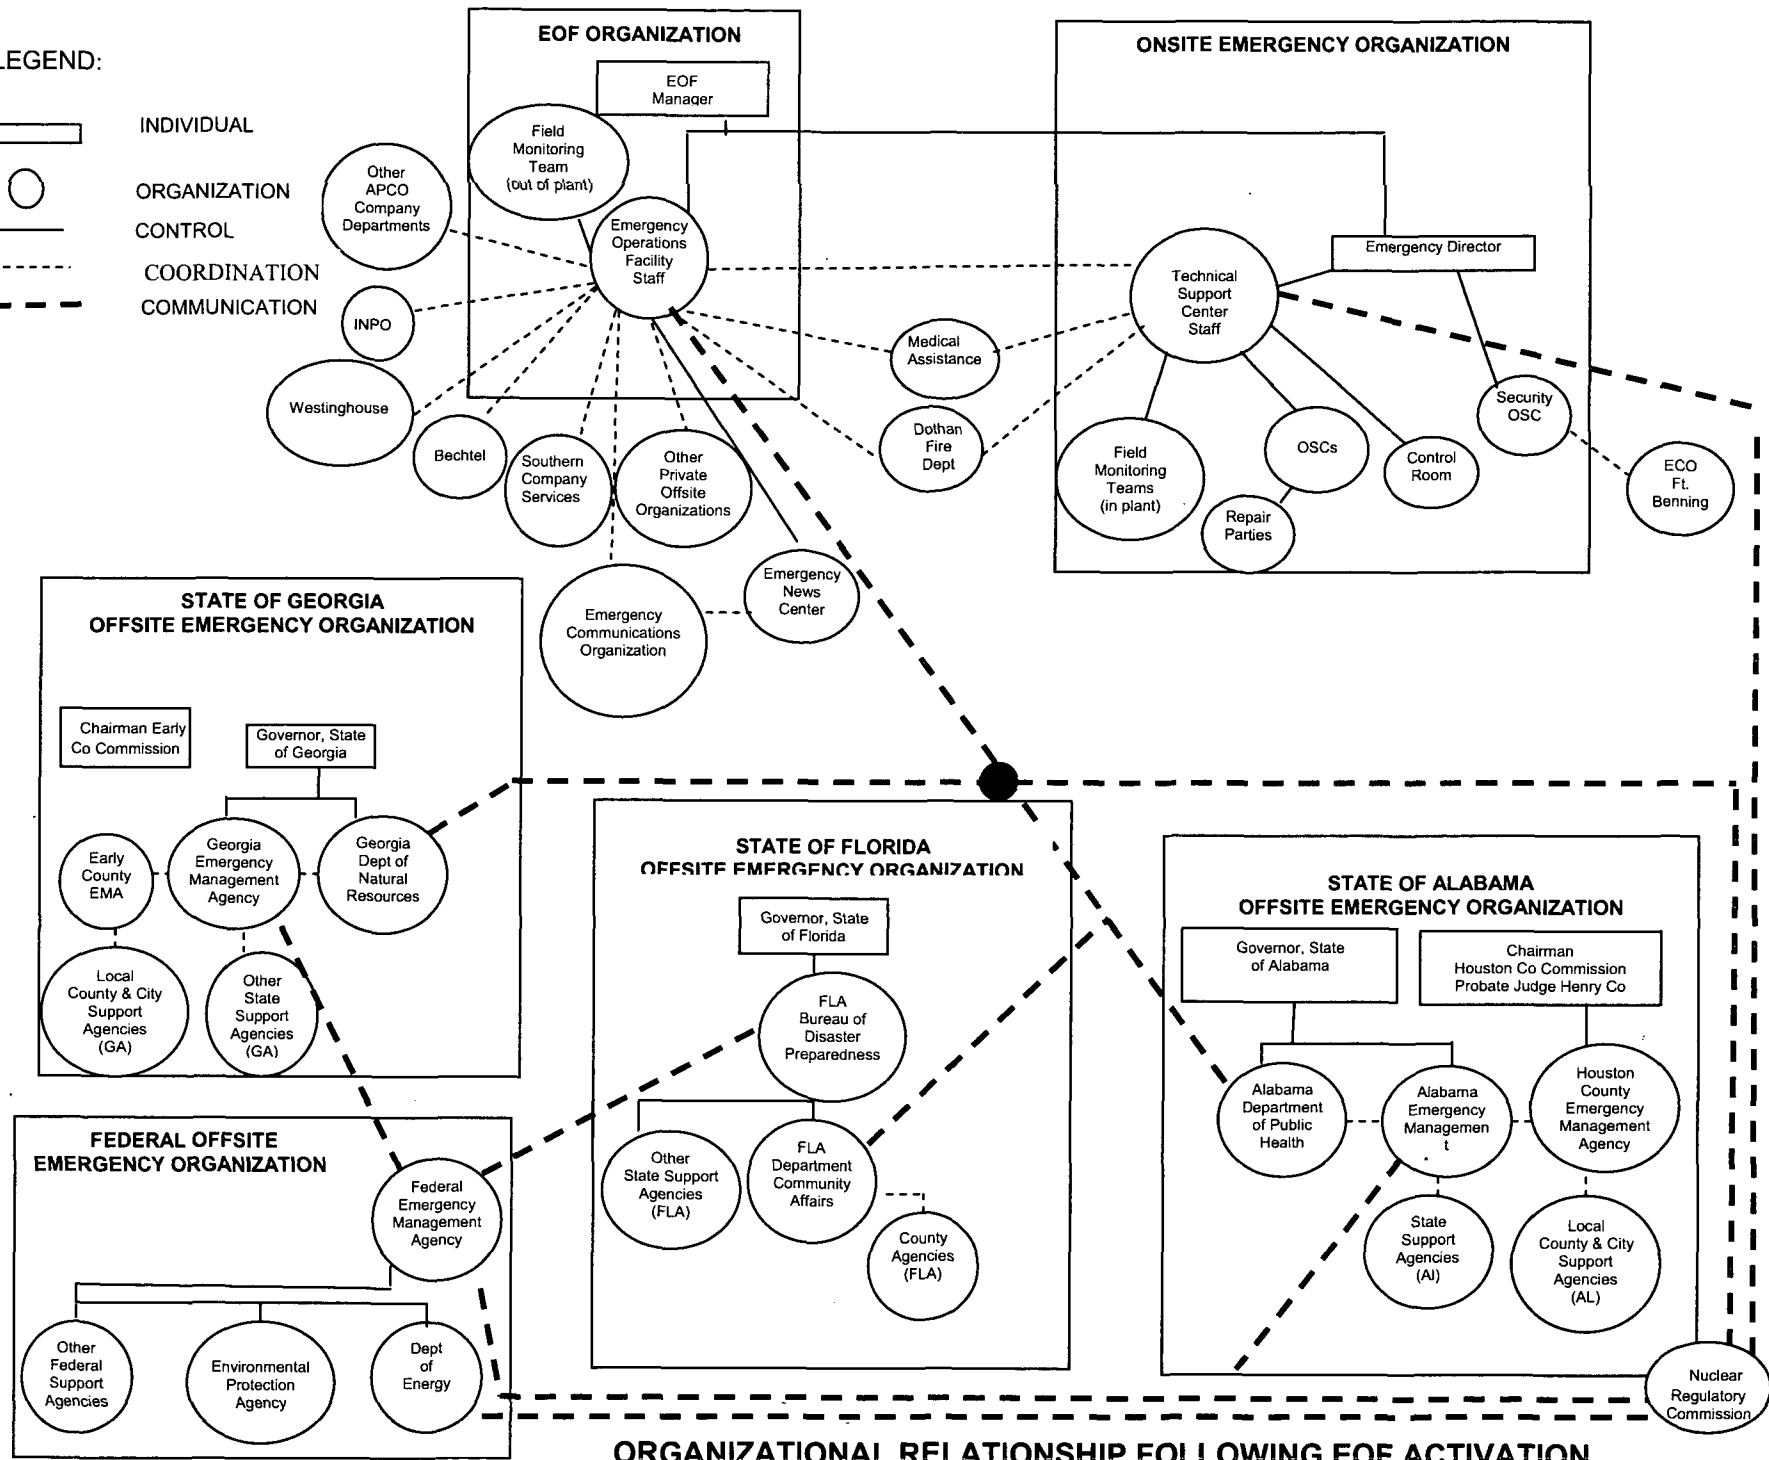 LEGEND:
INDIVIDUAL
ORGANIZATION
CONTROL
COORDINATION
COMMUNICATION
EOF ORGANIZATION
EOF
Manager
Field
Monitoring
Team
(out of plant)
Other
APCO
Company
Departments
Emergency
Operations
Facility
Staff
INPO
Westinghouse
Bechtel
Southern
Company
Services
Other
Private
Offsite
Organizations
Emergency
Communications
Organization
Emergency
News
Center
Medical
Assistance
Dothan
Fire
Dept
ONSITE EMERGENCY ORGANIZATION
Emergency Director
Technical
Support
Center
Staff
Field
Monitoring
Teams
(in plant)
OSCs
Repair
Parties
Control
Room
Security
OSC
ECO
Ft.
Benning
STATE OF GEORGIA
OFFSITE EMERGENCY ORGANIZATION
Chairman Early
Co Commission
Governor, State
of Georgia
Early
County
EMA
Georgia
Emergency
Management
Agency
Georgia
Dept of
Natural
Resources
Local
County & City
Support
Agencies
(GA)
Other
State
Support
Agencies
(GA)
FEDERAL OFFSITE
EMERGENCY ORGANIZATION
Federal
Emergency
Management
Agency
Other
Federal
Support
Agencies
Environmental
Protection
Agency
Dept
of
Energy
STATE OF FLORIDA
OFFSITE EMERGENCY ORGANIZATION
Governor, State
of Florida
FLA
Bureau of
Disaster
Preparedness
Other
State Support
Agencies
(FLA)
FLA
Department
Community
Affairs
County
Agencies
(FLA)
STATE OF ALABAMA
OFFSITE EMERGENCY ORGANIZATION
Governor, State
of Alabama
Chairman
Houston Co Commission
Probate Judge Henry Co
Alabama
Department
of Public
Health
Alabama
Emergency
Managemen
t
Houston
County
Emergency
Management
Agency
State
Support
Agencies
(Al)
Local
County & City
Support
Agencies
(AL)
Nuclear
Regulatory
Commission
ORGANIZATIONAL RELATIONSHIP FOLLOWING EOF ACTIVATION